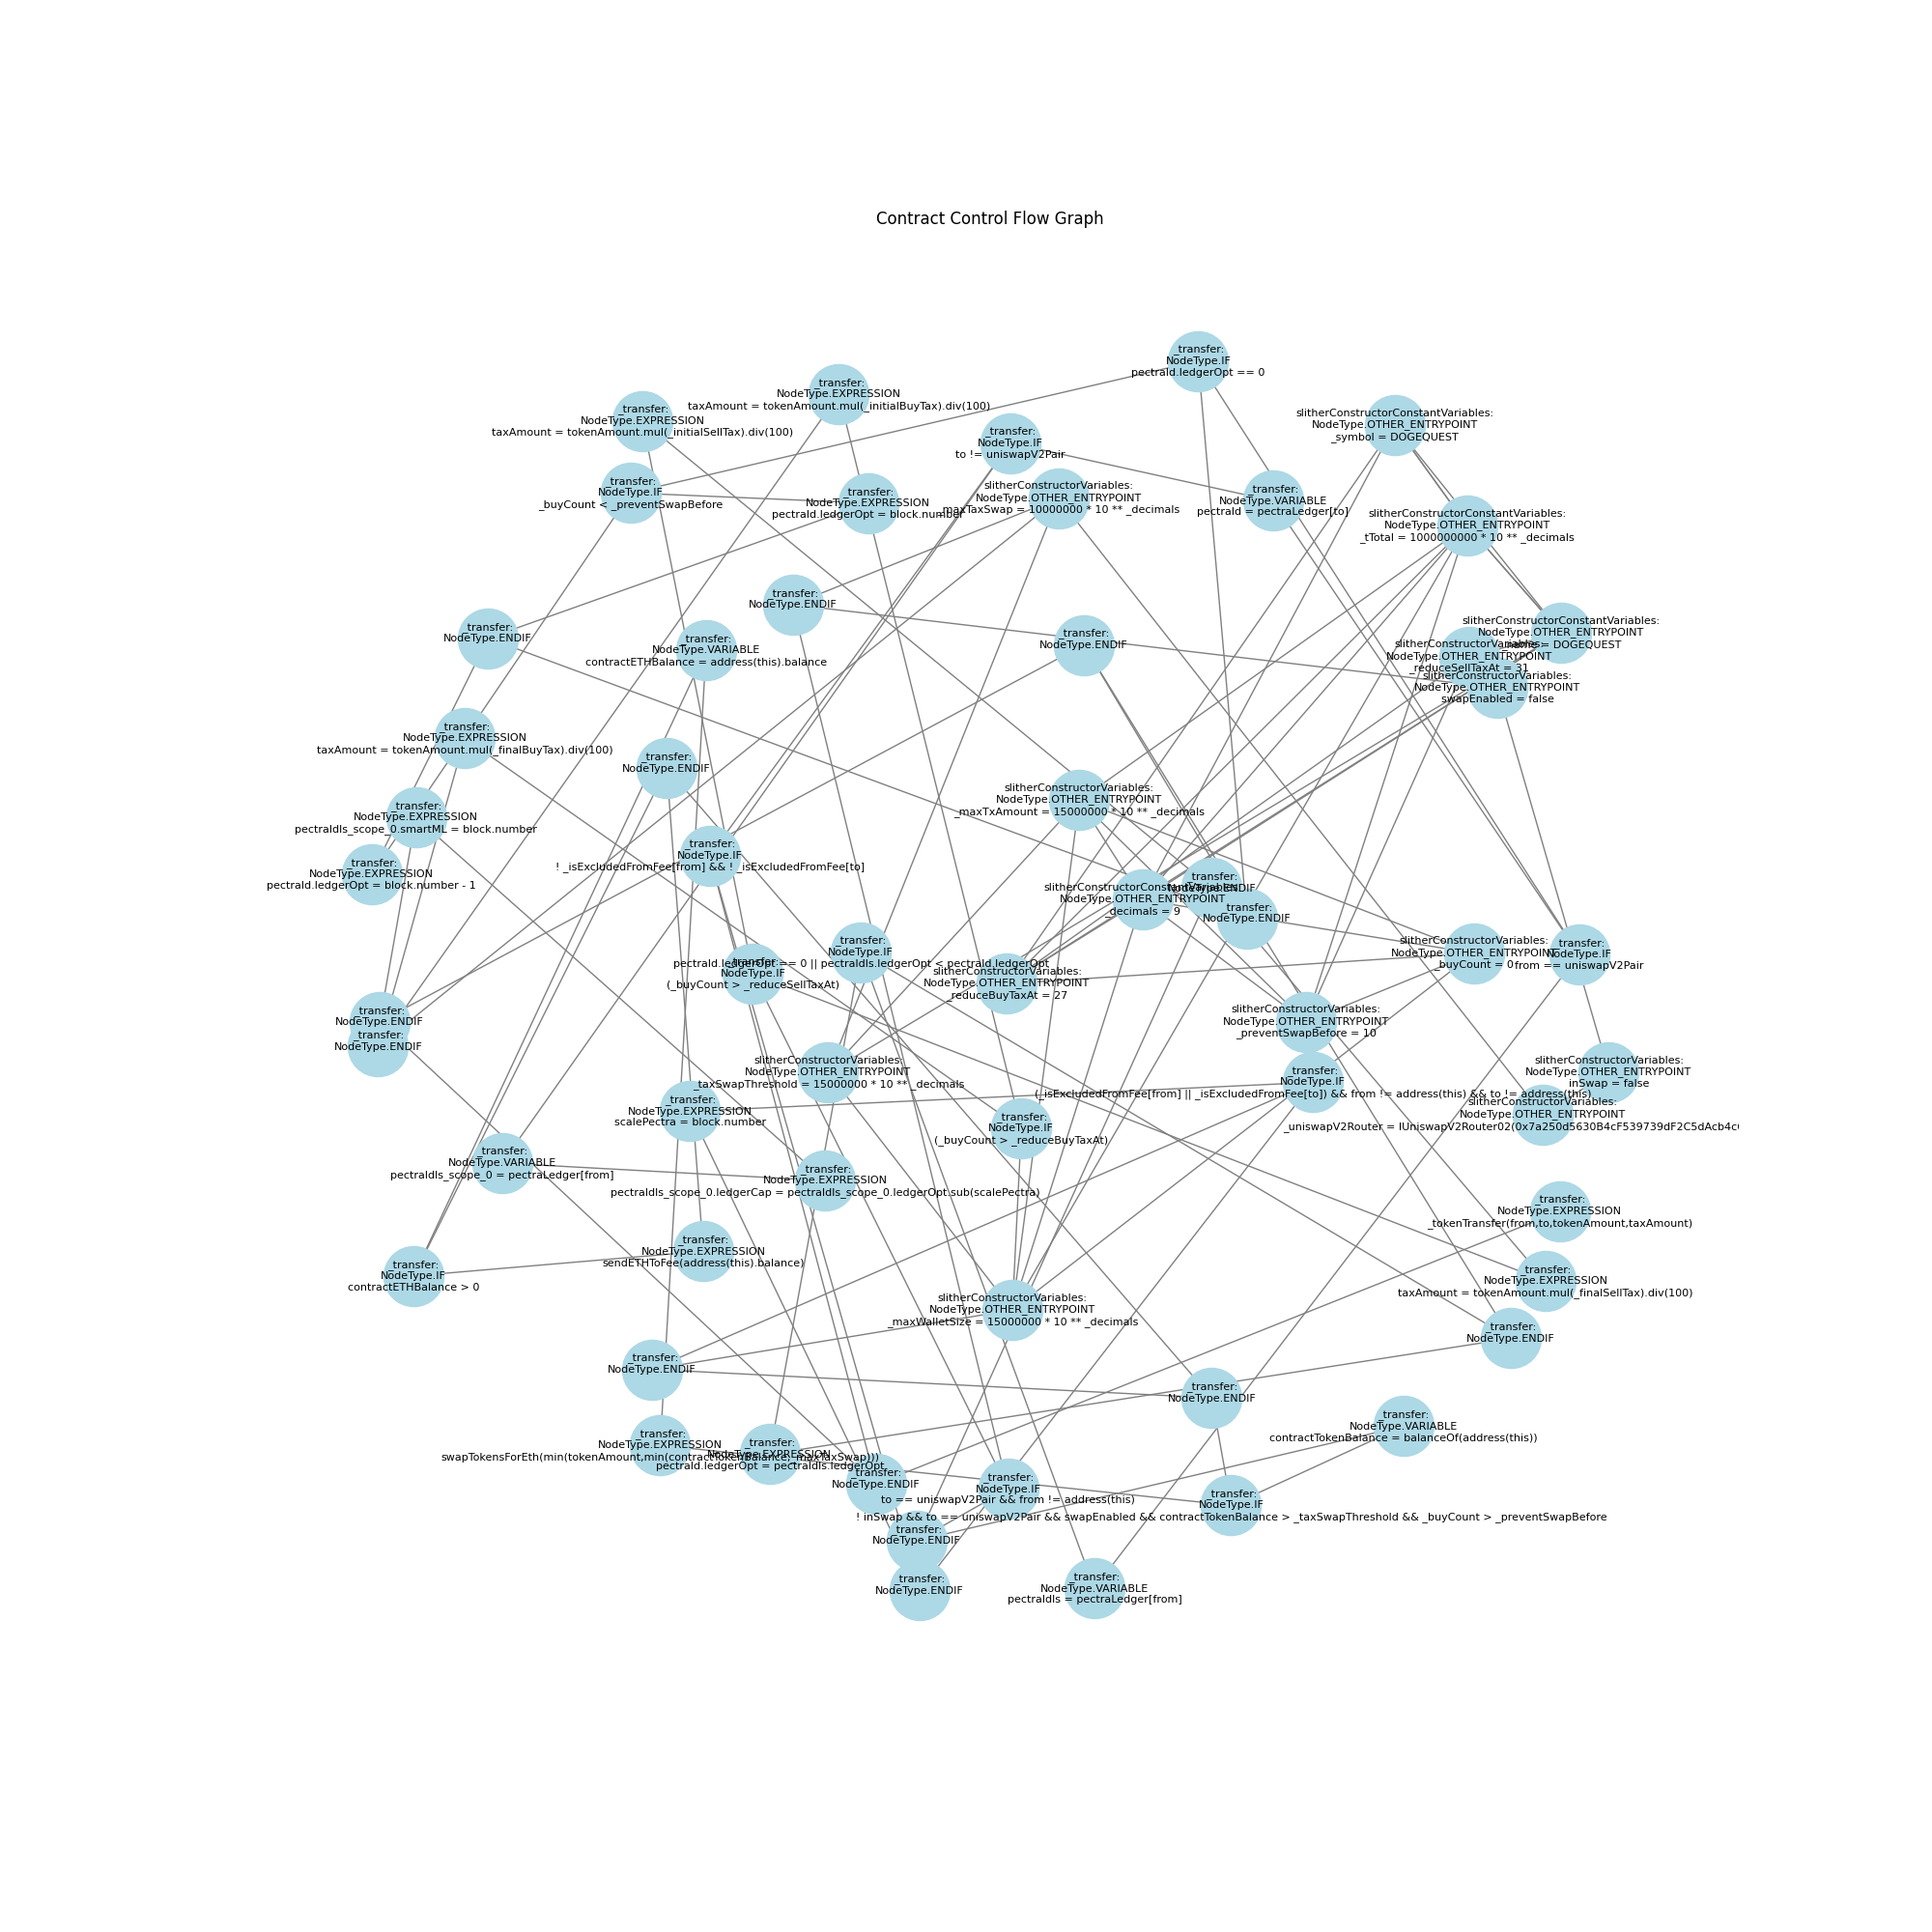 Contract Control Flow Graph
_transfer:
NodeType.IF
pectrald.ledgerOpt == 0
_transfer:
NodeType.EXPRESSION
taxAmount = tokenAmount.mul(_initialBuyTax).div(100)
_transfer:
NodeType.EXPRESSION
taxAmount = tokenAmount.mul(_initialSellTax).div(100)
slitherConstructorConstantVariables:
NodeType.OTHER_ENTRYPOINT
_symbol = DOGEQUEST
_transfer:
NodeType.IF
to != uniswapV2Pair
_transfer:
NodeType.IF
_buyCount < _preventSwapBefore
_transfer:
NodeType.EXPRESSION
pectrald.ledgerOpt = block.number
slitherConstructorVariables:
NodeType.OTHER_ENTRYPOINT
_maxTaxSwap = 10000000 * 10 ** _decimals
_transfer:
NodeType.VARIABLE
pectrald = pectraLedger[to]
slitherConstructorConstantVariables:
NodeType.OTHER_ENTRYPOINT
_tTotal = 1000000000 * 10 ** _decimals
_transfer:
NodeType.ENDIF
_transfer:
NodeType.ENDIF
_transfer:
NodeType.VARIABLE
contractETHBalance = address(this).balance
_transfer:
NodeType.ENDIF
slitherConstructorConstantVariables:
NodeType.OTHER_ENTRYPOINT
_name = DOGEQUEST
slitherConstructorVariables:
NodeType.OTHER_ENTRYPOINT
_reduceSellTaxAt = 31
slitherConstructorVariables:
NodeType.OTHER_ENTRYPOINT
swapEnabled = false
_transfer:
NodeType.EXPRESSION
taxAmount = tokenAmount.mul(_finalBuyTax).div(100)
_transfer:
NodeType.ENDIF
_transfer:
NodeType.EXPRESSION
pectraldls_scope_0.smartML = block.number
slitherConstructorVariables:
NodeType.OTHER_ENTRYPOINT
_maxTxAmount = 15000000 * 10 ** _decimals
_transfer:
NodeType.EXPRESSION
pectrald.ledgerOpt = block.number - 1
_transfer:
NodeType.IF
! _isExcludedFromFee[from] && ! _isExcludedFromFee[to]
slitherConstructorConstantVariables:
NodeType.OTHER_ENTRYPOINT
_decimals = 9
_transfer:
NodeType.ENDIF
_transfer:
NodeType.ENDIF
_transfer:
NodeType.IF
pectrald.ledgerOpt == 0 || pectraldls.ledgerOpt < pectrald.ledgerOpt
_transfer:
NodeType.IF
(_buyCount > _reduceSellTaxAt)
slitherConstructorVariables:
NodeType.OTHER_ENTRYPOINT
_reduceBuyTaxAt = 27
slitherConstructorVariables:
NodeType.OTHER_ENTRYPOINT
_buyCount = 0
_transfer:
NodeType.IF
from == uniswapV2Pair
_transfer:
NodeType.ENDIF
_transfer:
NodeType.ENDIF
slitherConstructorVariables:
NodeType.OTHER_ENTRYPOINT
_preventSwapBefore = 10
slitherConstructorVariables:
NodeType.OTHER_ENTRYPOINT
_taxSwapThreshold = 15000000 * 10 ** _decimals
_transfer:
NodeType.IF
(_isExcludedFromFee[from] || _isExcludedFromFee[to]) && from != address(this) && to != address(this)
slitherConstructorVariables:
NodeType.OTHER_ENTRYPOINT
inSwap = false
_transfer:
NodeType.EXPRESSION
scalePectra = block.number
slitherConstructorVariables:
NodeType.OTHER_ENTRYPOINT
_uniswapV2Router = IUniswapV2Router02(0x7a250d5630B4cF539739dF2C5dAcb4c
_transfer:
NodeType.IF
(_buyCount > _reduceBuyTaxAt)
_transfer:
NodeType.VARIABLE
pectraldls_scope_0 = pectraLedger[from]
_transfer:
NodeType.EXPRESSION
pectraldls_scope_0.ledgerCap = pectraldls_scope_0.ledgerOpt.sub(scalePectra)
_transfer:
NodeType.EXPRESSION
_tokenTransfer(from,to,tokenAmount,taxAmount)
_transfer:
NodeType.EXPRESSION
sendETHToFee(address(this).balance)
_transfer:
NodeType.IF
contractETHBalance > 0
_transfer:
NodeType.EXPRESSION
taxAmount = tokenAmount.mul(_finalSellTax).div(100)
slitherConstructorVariables:
NodeType.OTHER_ENTRYPOINT
_maxWalletSize = 15000000 * 10 ** _decimals
_transfer:
NodeType.ENDIF
_transfer:
NodeType.ENDIF
_transfer:
NodeType.ENDIF
_transfer:
NodeType.VARIABLE
contractTokenBalance = balanceOf(address(this))
_transfer:
NodeType.EXPRESSION
swapTokensForEth(min(tokenAmount,min(contractTokenBalance,_maxTaxSwap)))
_transfer:
NodeType.EXPRESSION
pectrald.ledgerOpt = pectraldls.ledgerOpt
_transfer:
NodeType.ENDIF
_transfer:
NodeType.IF
to == uniswapV2Pair && from != address(this)
_transfer:
NodeType.IF
! inSwap && to == uniswapV2Pair && swapEnabled && contractTokenBalance > _taxSwapThreshold && _buyCount > _preventSwapBefore
_transfer:
NodeType.ENDIF
_transfer:
NodeType.ENDIF
_transfer:
NodeType.VARIABLE
pectraldls = pectraLedger[from]